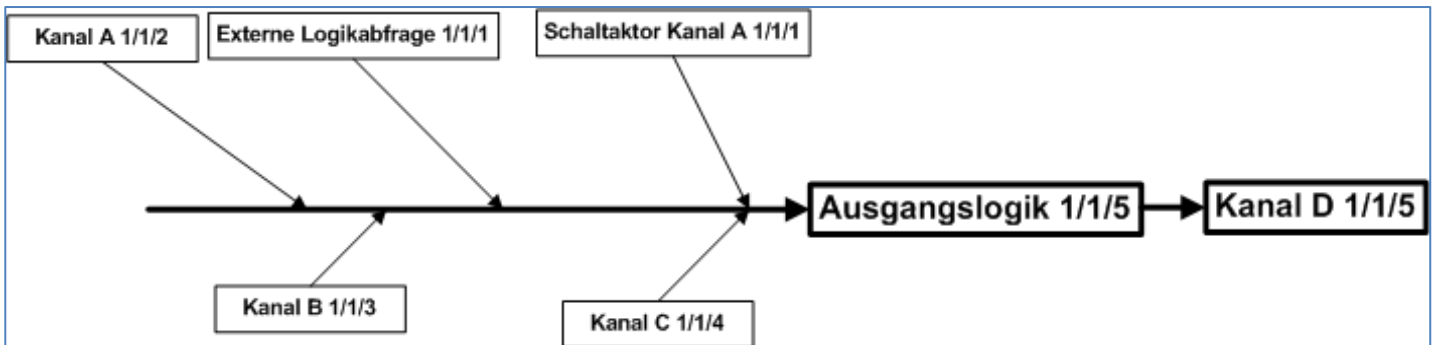 Kanal A 1/1/2
Externe Logikabfrage 1/1/1
Schaltaktor Kanal A 1/1/1
Ausgangslogik 1/1/5
Kanal D 1/1/5
Kanal B 1/1/3
Kanal C 1/1/4